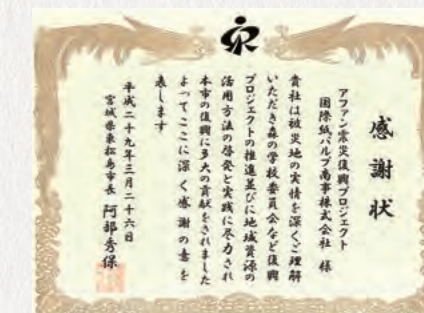 感謝状
アファン震災復興プロジェクト
国際紙パルプ商事株式会社 様
貴社は被災地の実情を深くご理解
いただき森の学校委員会など復興
プロジェクトの推進並びに地域資源の
活用方法の啓発と実践に尽力され
本市の復興に多大の貢献をされました
よってここに深く感謝の意を
表します
平成二十九年三月二十六日
宮城県東松島市長 阿部秀保